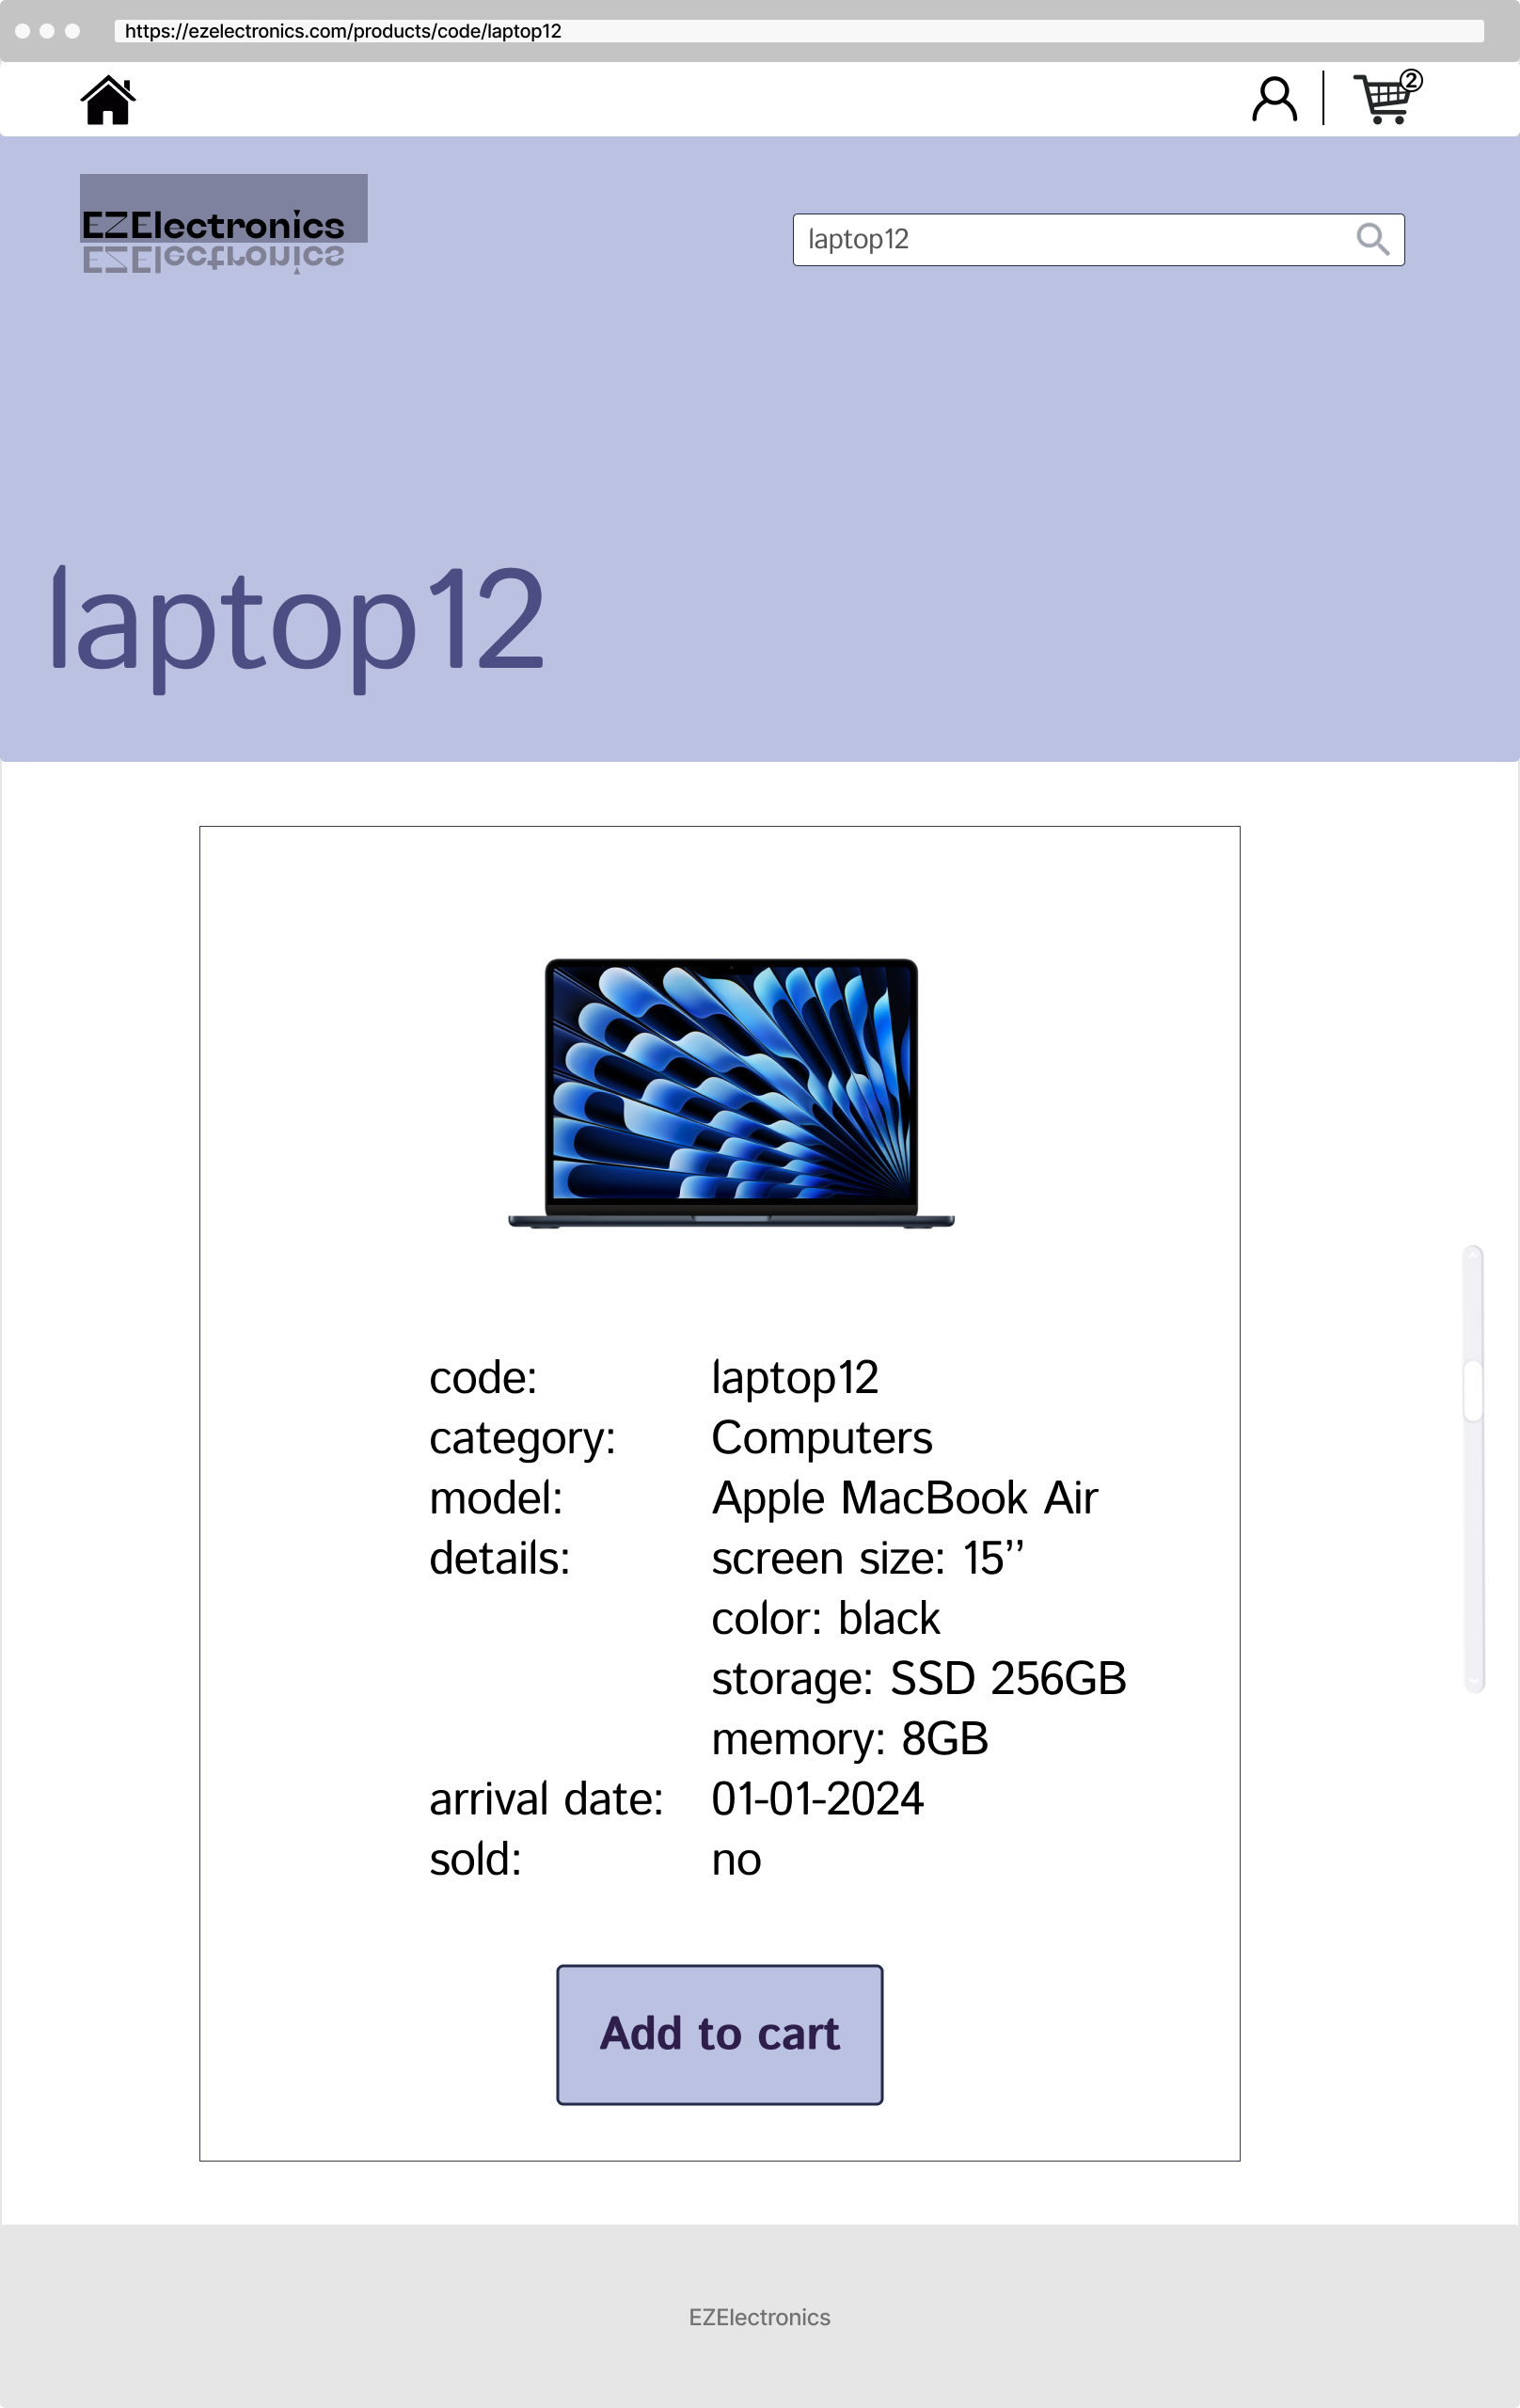 https://ezelectronics.com/products/code/laptop12
2
EZElectronics
EZElectronics
laptop12
laptop12
code: laptop12
category: Computers
model: Apple MacBook Air
details: screen size: 15’’
color: black
storage: SSD 256GB
memory: 8GB
arrival date: 01-01-2024
sold: no
Add to cart
EZElectronics